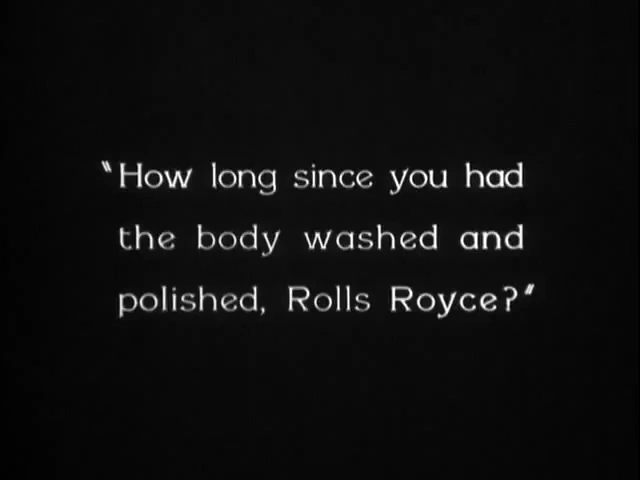 "How long since you had
the body washed and
polished, Rolls Royce?"